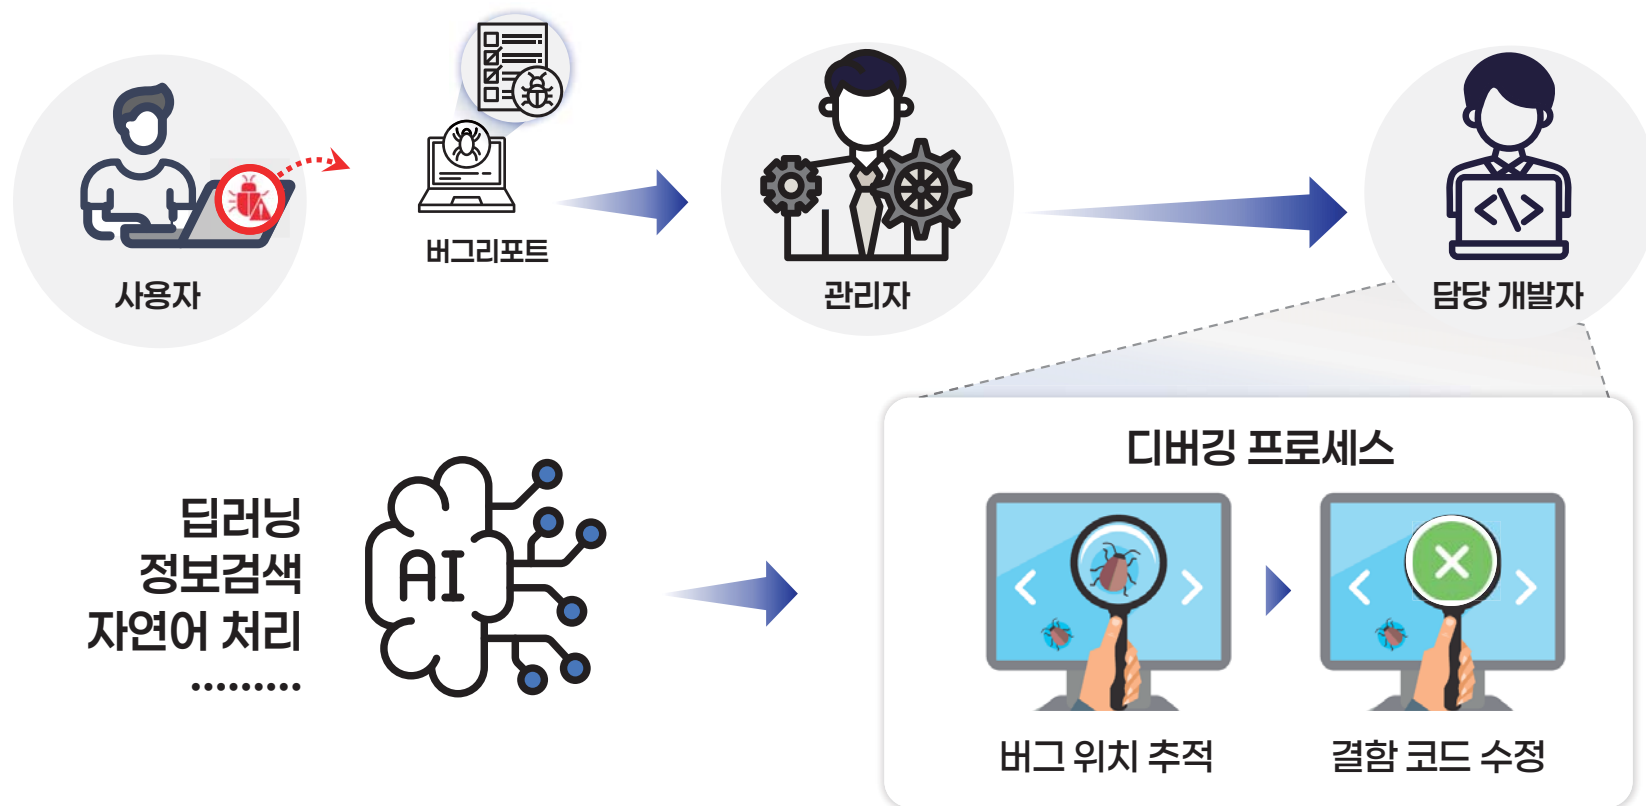 버그리포트
사용자
관리자
담당 개발자
딥러닝
정보검색
자연어 처리
.........
AI
디버깅 프로세스
버그 위치 추적
결함 코드 수정